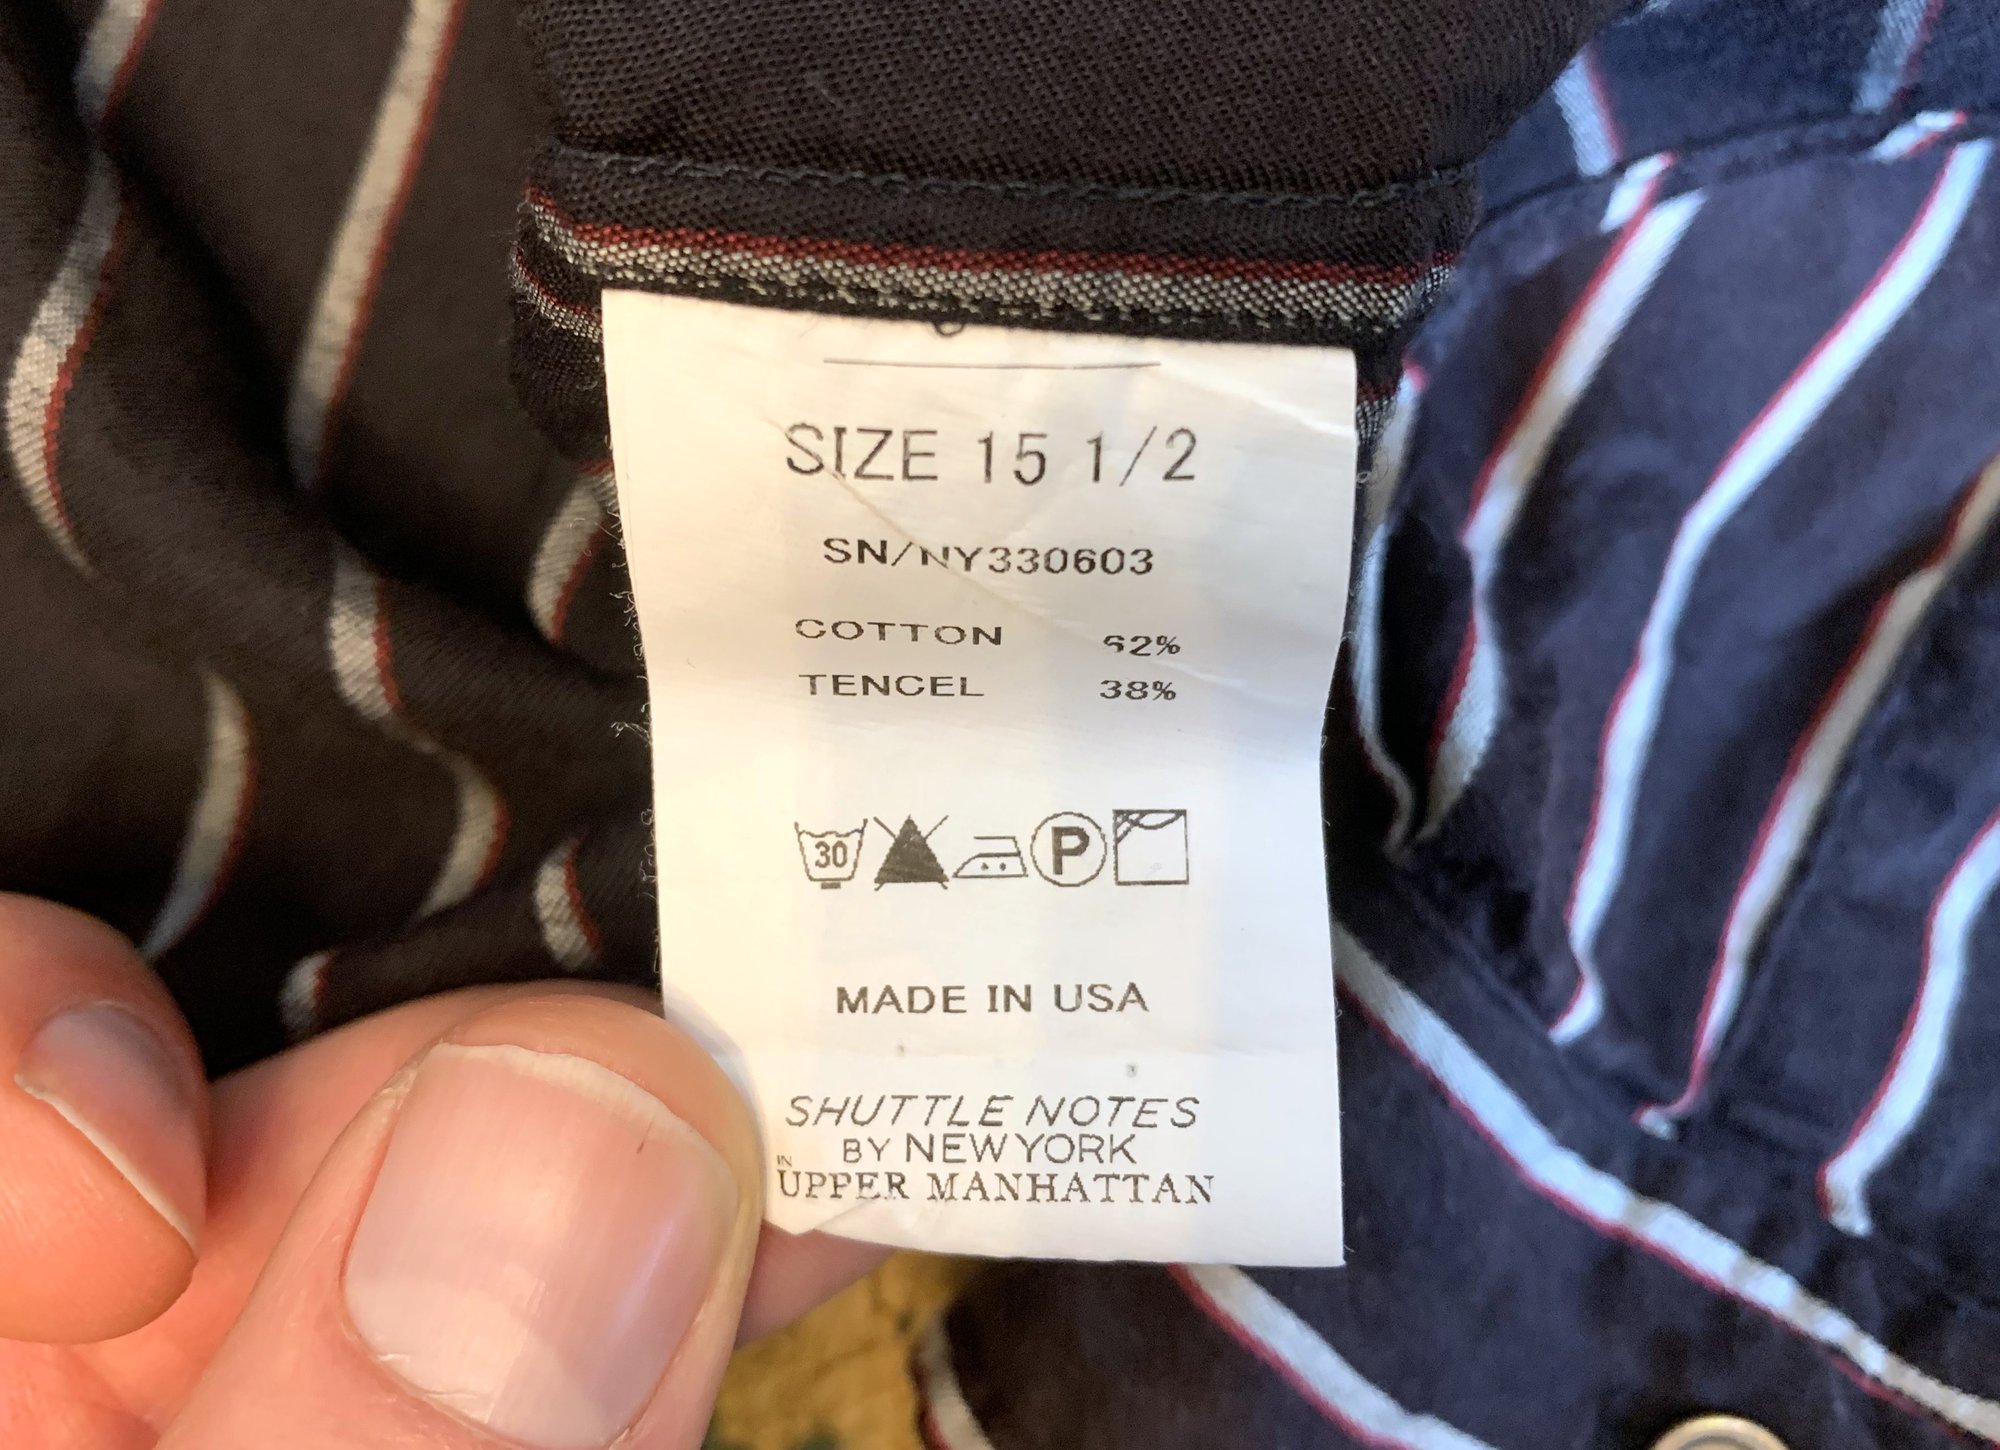 SIZE 15 1/2
SN/NY330603
COTTON 62%
TENCEL 38%
30 P
MADE IN USA
SHUTTLE NOTES
BY NEW YORK
IN
UPPER MANHATTAN